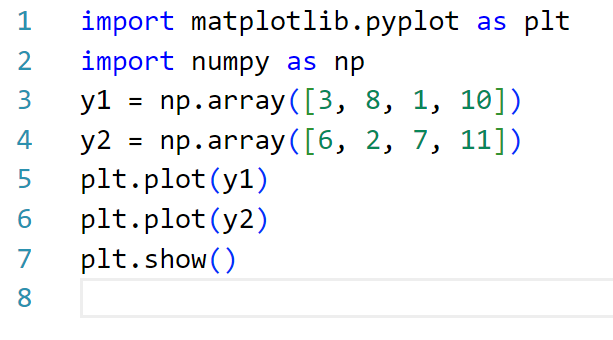 1 import matplotlib.pyplot as plt
2 import numpy as np
3 y1 = np.array([3, 8, 1, 10])
4 y2 = np.array([6, 2, 7, 11])
5 plt.plot(y1)
6 plt.plot(y2)
7 plt.show()
8